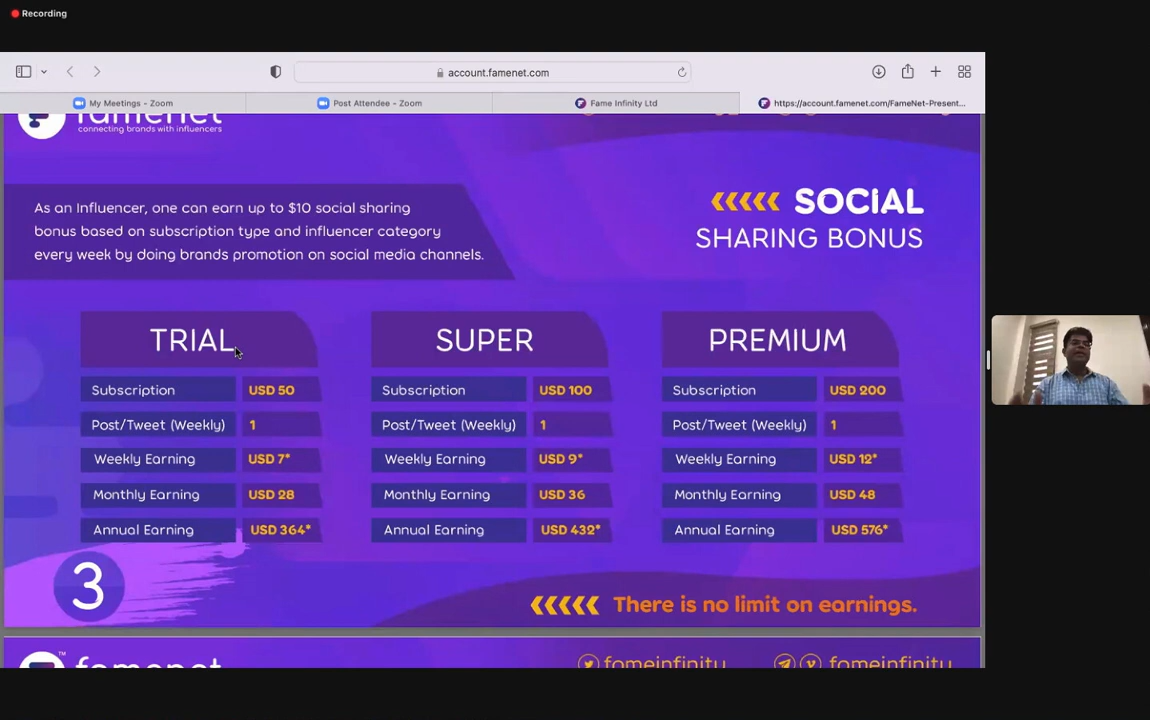 Recording
account.famenet.com
My Meetings - Zoom
Post Attendee - Zoom
Fame Infinity Ltd
https://account.famenet.com/FameNet-Present...
famenet
connecting brands with influencers
As an Influencer, one can earn up to $10 social sharing
bonus based on subscription type and influencer category
every week by doing brands promotion on social media channels.
SOCIAL
SHARING BONUS
TRIAL
Subscription USD 50
Post/Tweet (Weekly) 1
Weekly Earning USD 7*
Monthly Earning USD 28
Annual Earning USD 364*
SUPER
Subscription USD 100
Post/Tweet (Weekly) 1
Weekly Earning USD 9*
Monthly Earning USD 36
Annual Earning USD 432*
PREMIUM
Subscription USD 200
Post/Tweet (Weekly) 1
Weekly Earning USD 12*
Monthly Earning USD 48
Annual Earning USD 576*
3
There is no limit on earnings.
famenet TM
fameinfinity
fameinfinity